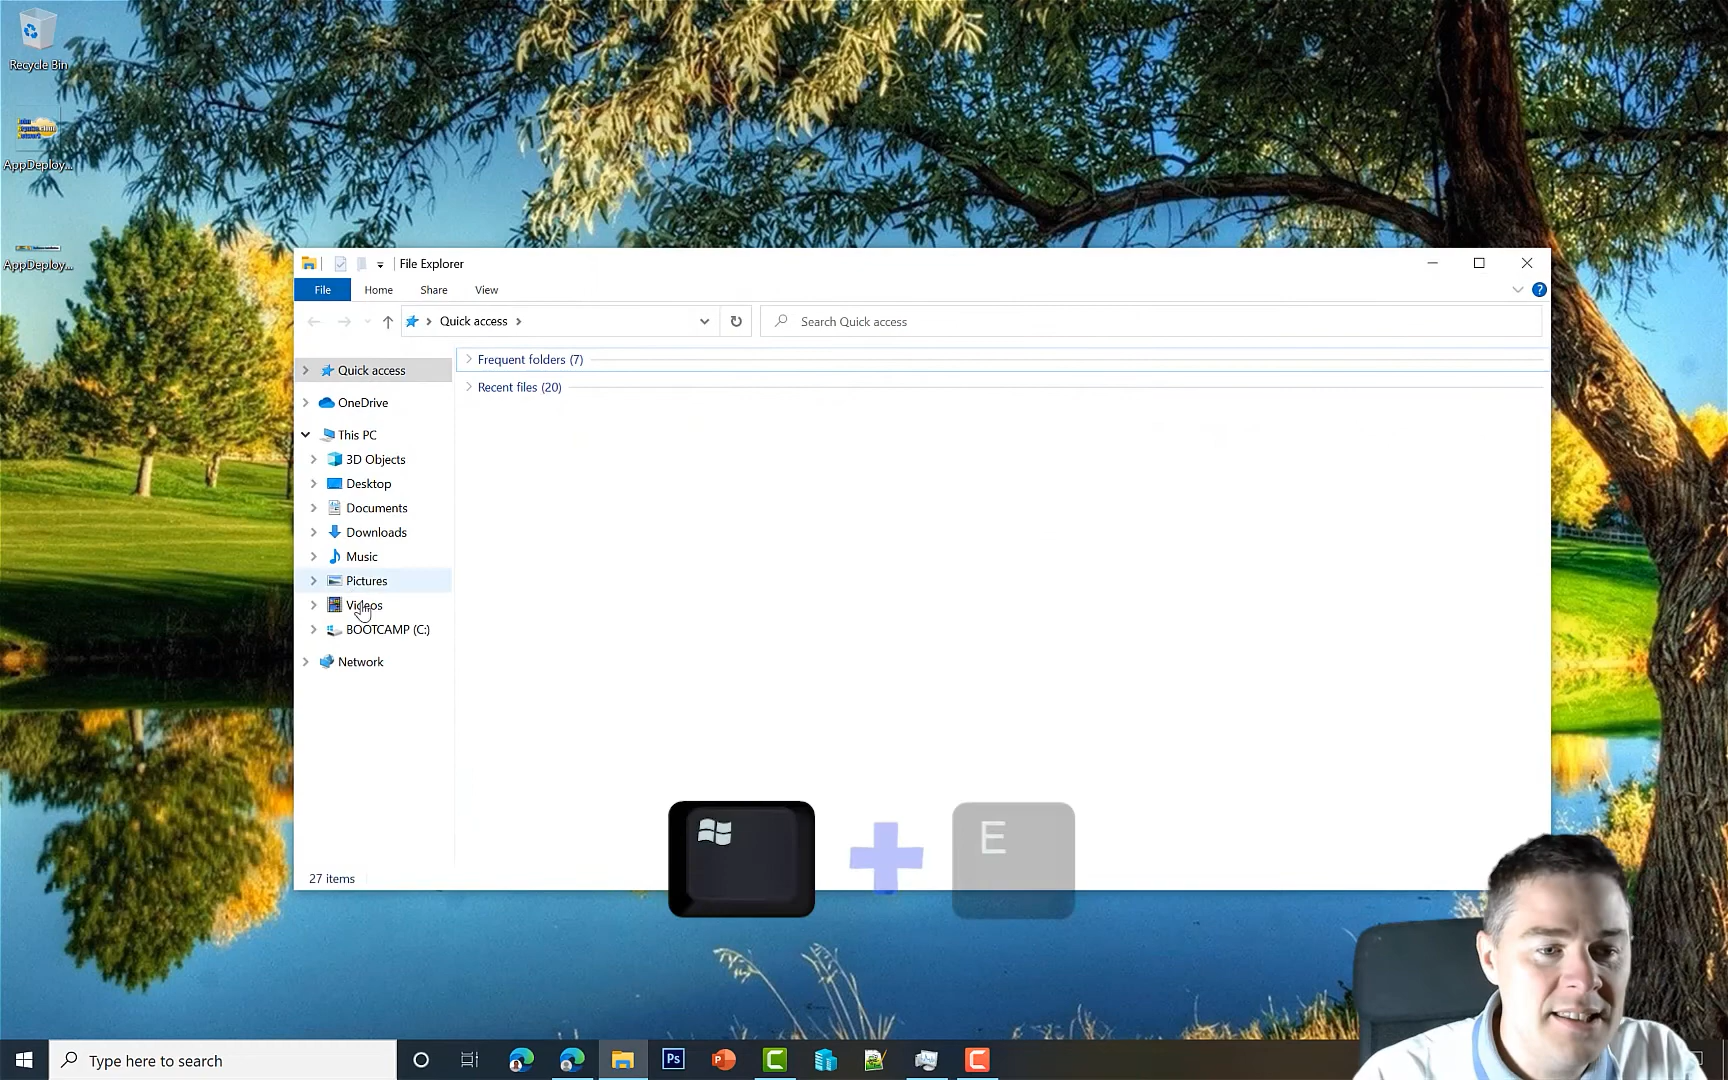 Recycle Bin
AppDeploy...
AppDeploy...
File Explorer
File Home Share View
Quick access
Search Quick access
Quick access
Frequent folders (7)
Recent files (20)
OneDrive
This PC
3D Objects
Desktop
Documents
Downloads
Music
Pictures
Videos
BOOTCAMP (C:)
Network
27 items
E
Type here to search
Ps